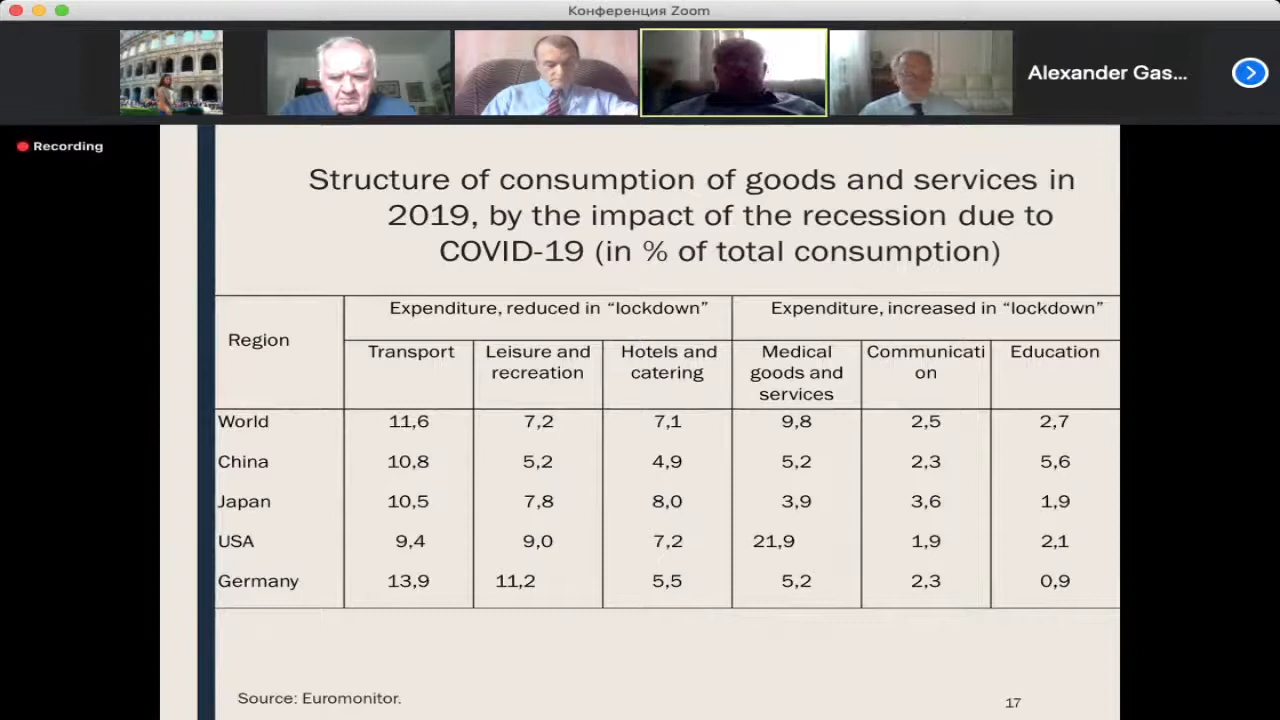 Конференция Zoom
Alexander Gas...
Recording
Structure of consumption of goods and services in
2019, by the impact of the recession due to
COVID-19 (in % of total consumption)
Region
Expenditure, reduced in “lockdown”
Expenditure, increased in “lockdown”
Transport
Leisure and
recreation
Hotels and
catering
Medical
goods and
services
Communicati
on
Education
World 11,6 7,2 7,1 9,8 2,5 2,7
China 10,8 5,2 4,9 5,2 2,3 5,6
Japan 10,5 7,8 8,0 3,9 3,6 1,9
USA 9,4 9,0 7,2 21,9 1,9 2,1
Germany 13,9 11,2 5,5 5,2 2,3 0,9
Source: Euromonitor.
17